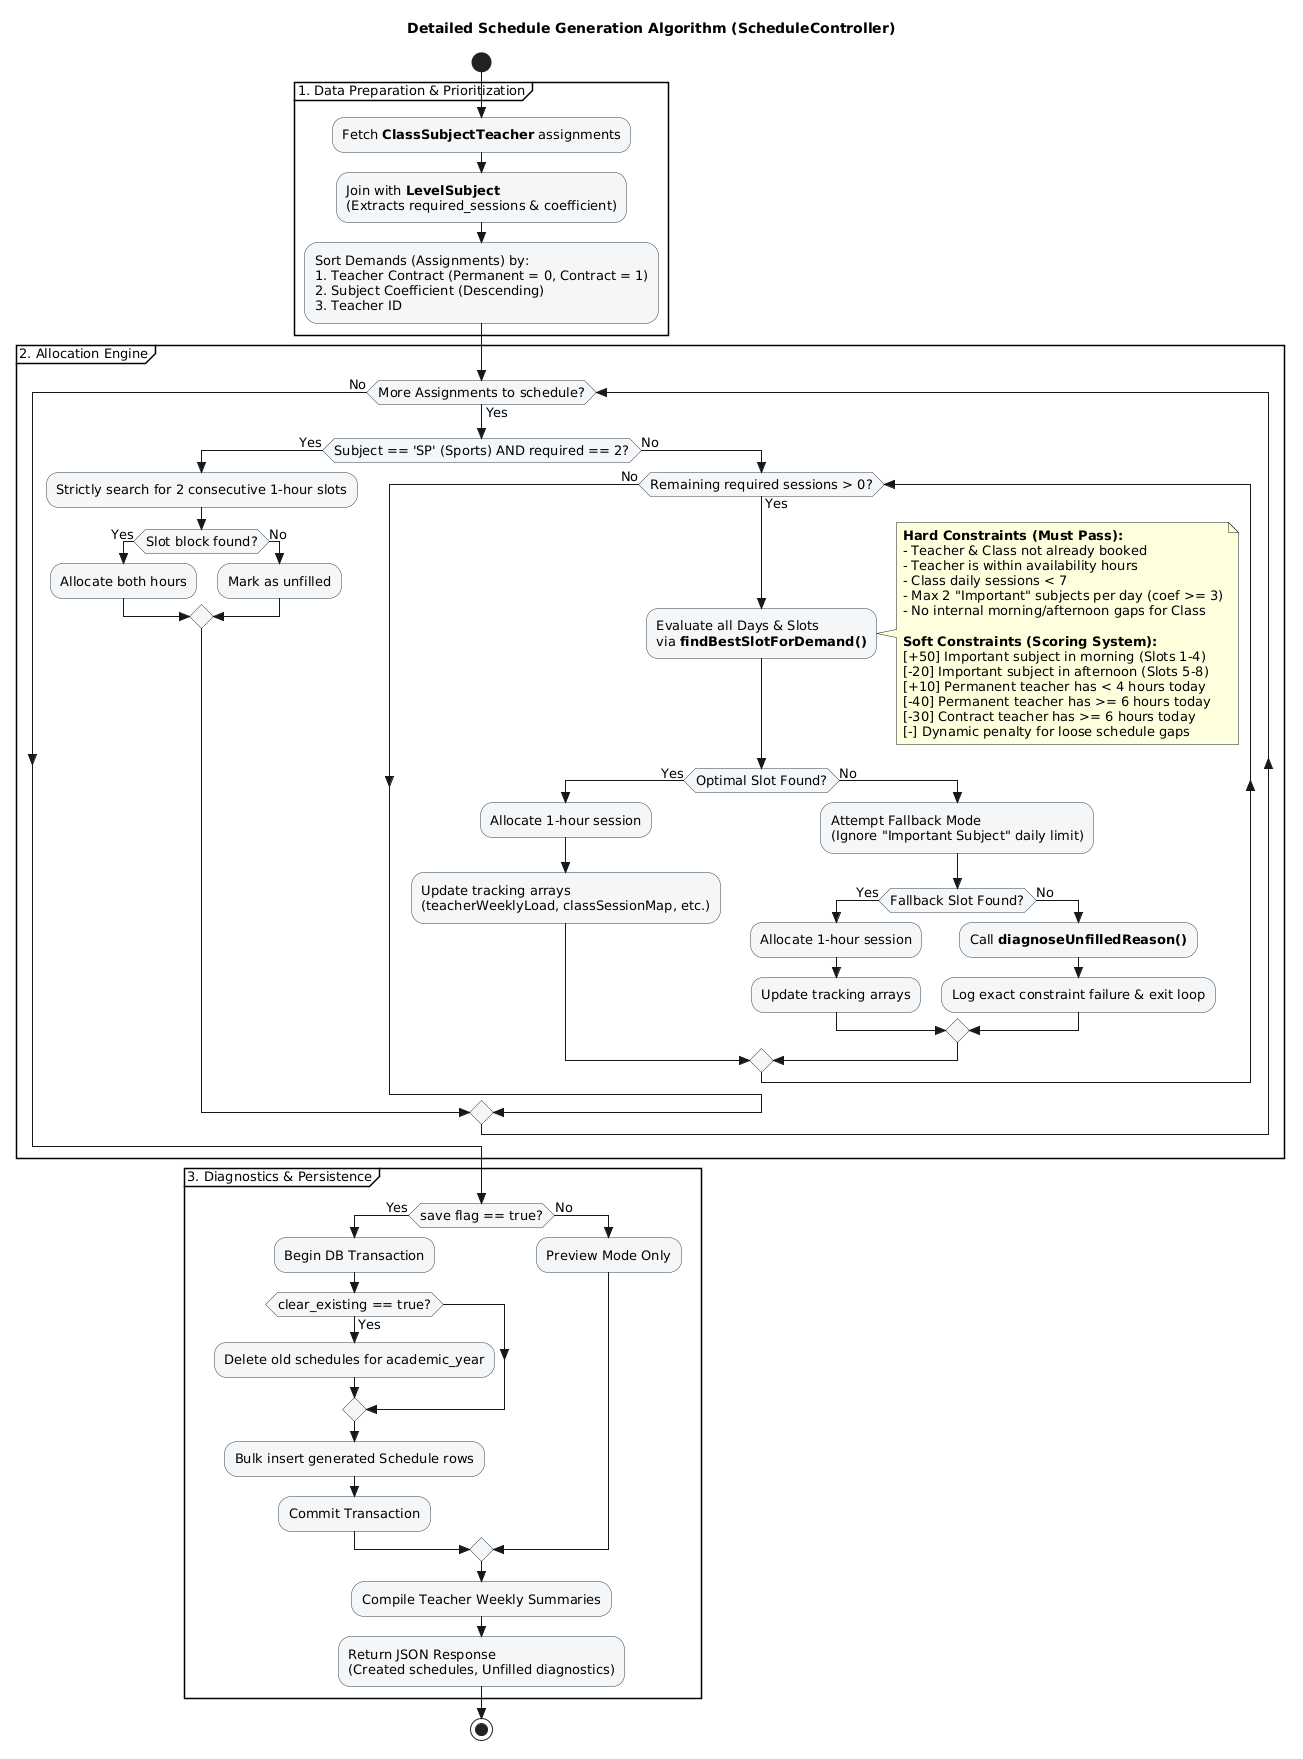 Detailed Schedule Generation Algorithm (ScheduleController)
1. Data Preparation & Prioritization
Fetch ClassSubjectTeacher assignments
Join with LevelSubject
(Extracts required_sessions & coefficient)
Sort Demands (Assignments) by:
1. Teacher Contract (Permanent = 0, Contract = 1)
2. Subject Coefficient (Descending)
3. Teacher ID
2. Allocation Engine
No
More Assignments to schedule?
Yes
Yes
Subject == 'SP' (Sports) AND required == 2?
No
Strictly search for 2 consecutive 1-hour slots
Yes
Slot block found?
No
Allocate both hours
Mark as unfilled
No
Remaining required sessions > 0?
Yes
Evaluate all Days & Slots
via findBestSlotForDemand()
Hard Constraints (Must Pass):
- Teacher & Class not already booked
- Teacher is within availability hours
- Class daily sessions < 7
- Max 2 "Important" subjects per day (coef >= 3)
- No internal morning/afternoon gaps for Class
Soft Constraints (Scoring System):
[+50] Important subject in morning (Slots 1-4)
[-20] Important subject in afternoon (Slots 5-8)
[+10] Permanent teacher has < 4 hours today
[-40] Permanent teacher has >= 6 hours today
[-30] Contract teacher has >= 6 hours today
[-] Dynamic penalty for loose schedule gaps
Yes
Optimal Slot Found?
No
Allocate 1-hour session
Update tracking arrays
(teacherWeeklyLoad, classSessionMap, etc.)
Attempt Fallback Mode
(Ignore "Important Subject" daily limit)
Yes
Fallback Slot Found?
No
Allocate 1-hour session
Update tracking arrays
Call diagnoseUnfilledReason()
Log exact constraint failure & exit loop
3. Diagnostics & Persistence
Yes
save flag == true?
No
Begin DB Transaction
Preview Mode Only
clear_existing == true?
Yes
Delete old schedules for academic_year
Bulk insert generated Schedule rows
Commit Transaction
Compile Teacher Weekly Summaries
Return JSON Response
(Created schedules, Unfilled diagnostics)